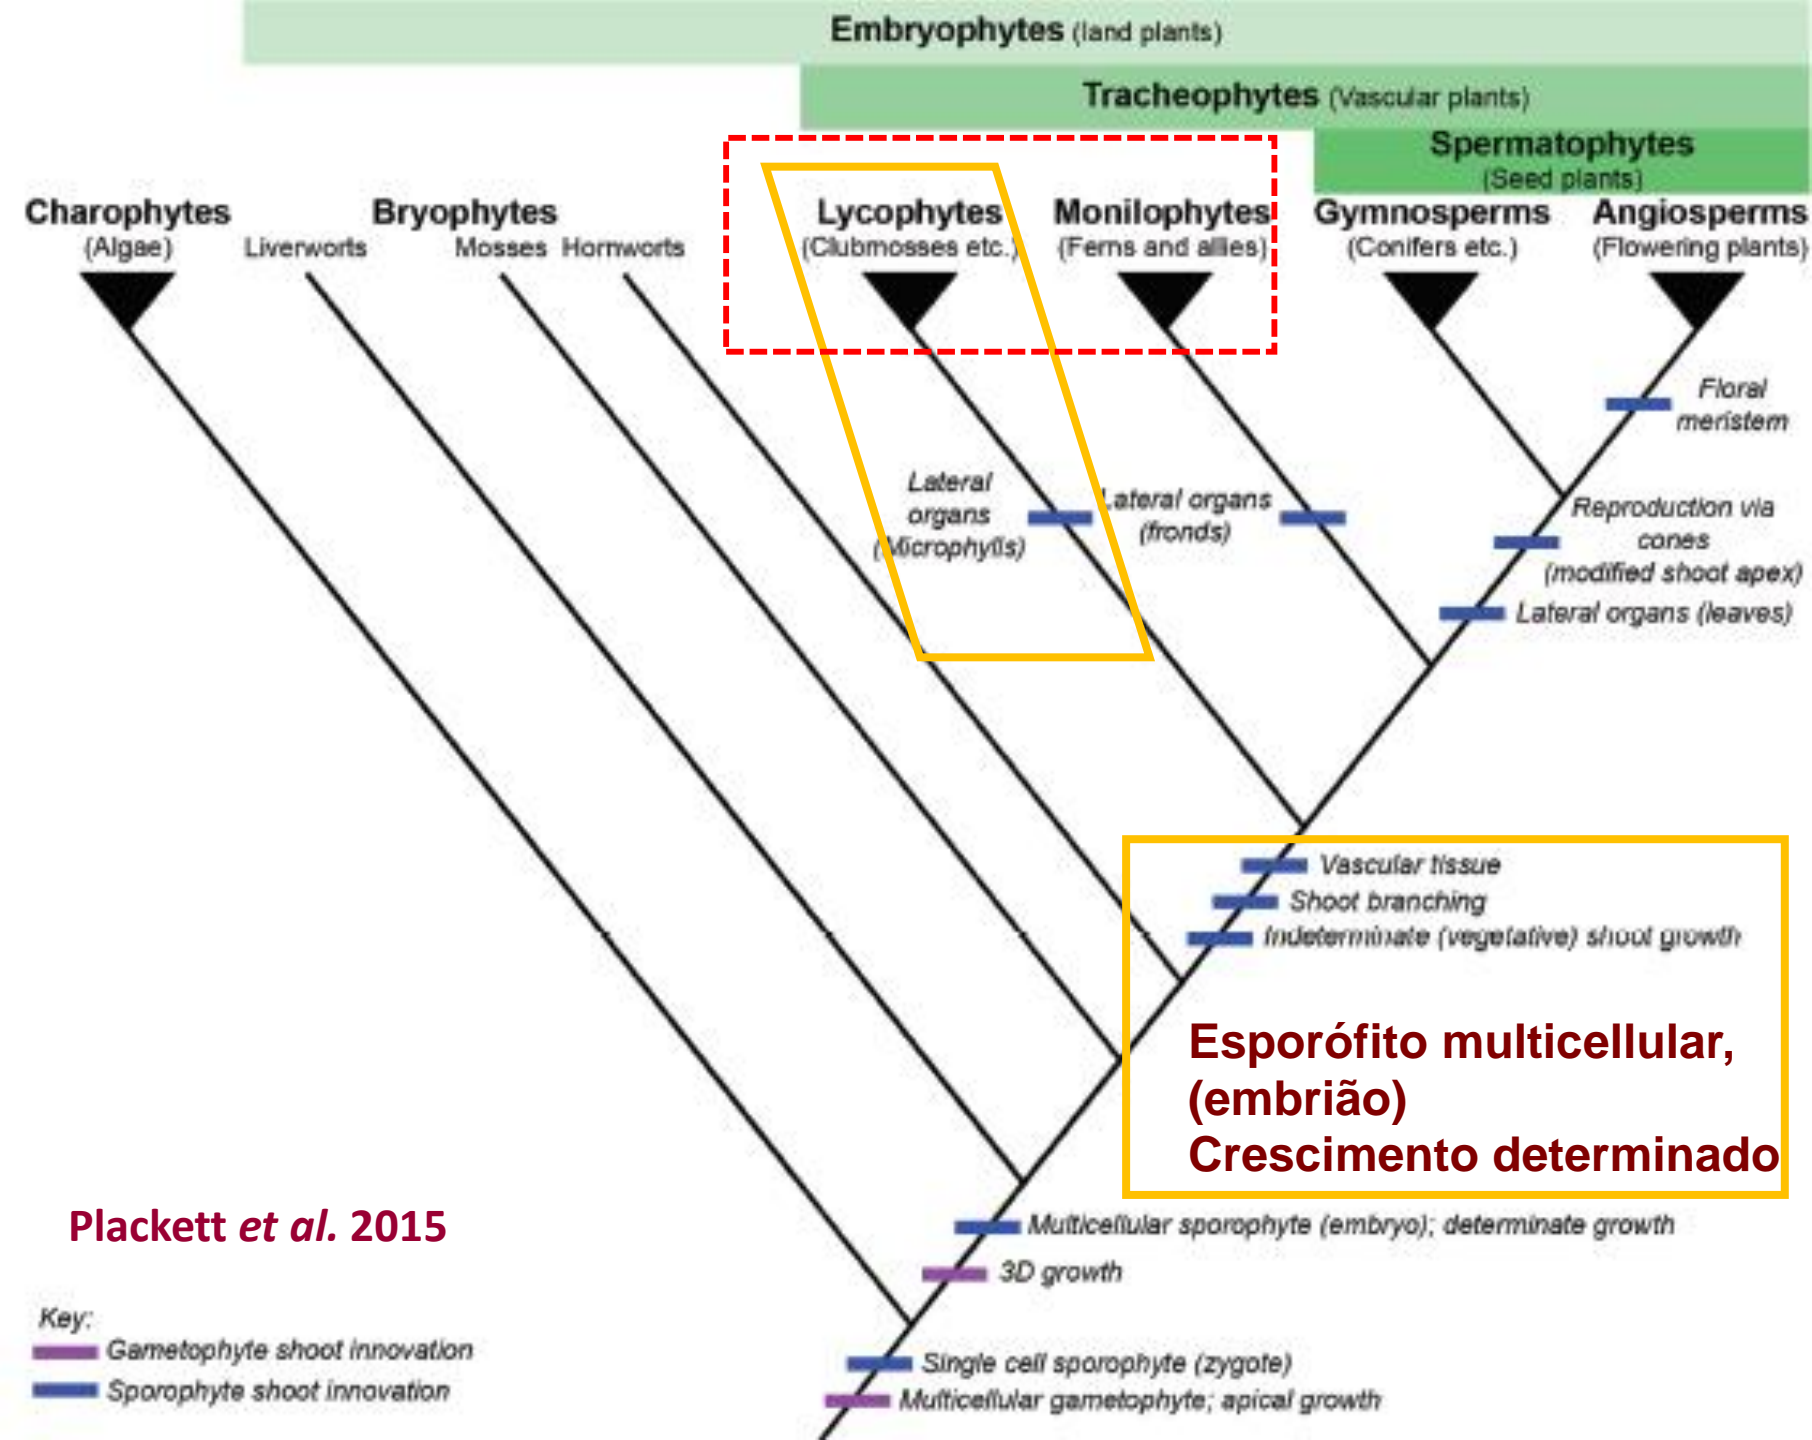 Embryophytes (land plants)
Tracheophytes (Vascular plants)
Spermatophytes
(Seed plants)
Charophytes
(Algae)
Bryophytes
Liverworts
Mosses
Hornworts
Lycophytes
(Clubmosses etc.)
Monilophytes
(Ferns and allies)
Gymnosperms
(Conifers etc.)
Angiosperms
(Flowering plants)
Floral
meristem
Lateral
organs
(Microphylls)
Lateral organs
(fronds)
Reproduction via
cones
(modified shoot apex)
Lateral organs (leaves)
Vascular tissue
Shoot branching
Indeterminate (vegetative) shoot growth
Esporófito multicellular,
(embrião)
Crescimento determinado
Plackett et al. 2015
Multicellular sporophyte (embryo); determinate growth
3D growth
Key:
Gametophyte shoot innovation
Sporophyte shoot innovation
Single cell sporophyte (zygote)
Multicellular gametophyte; apical growth